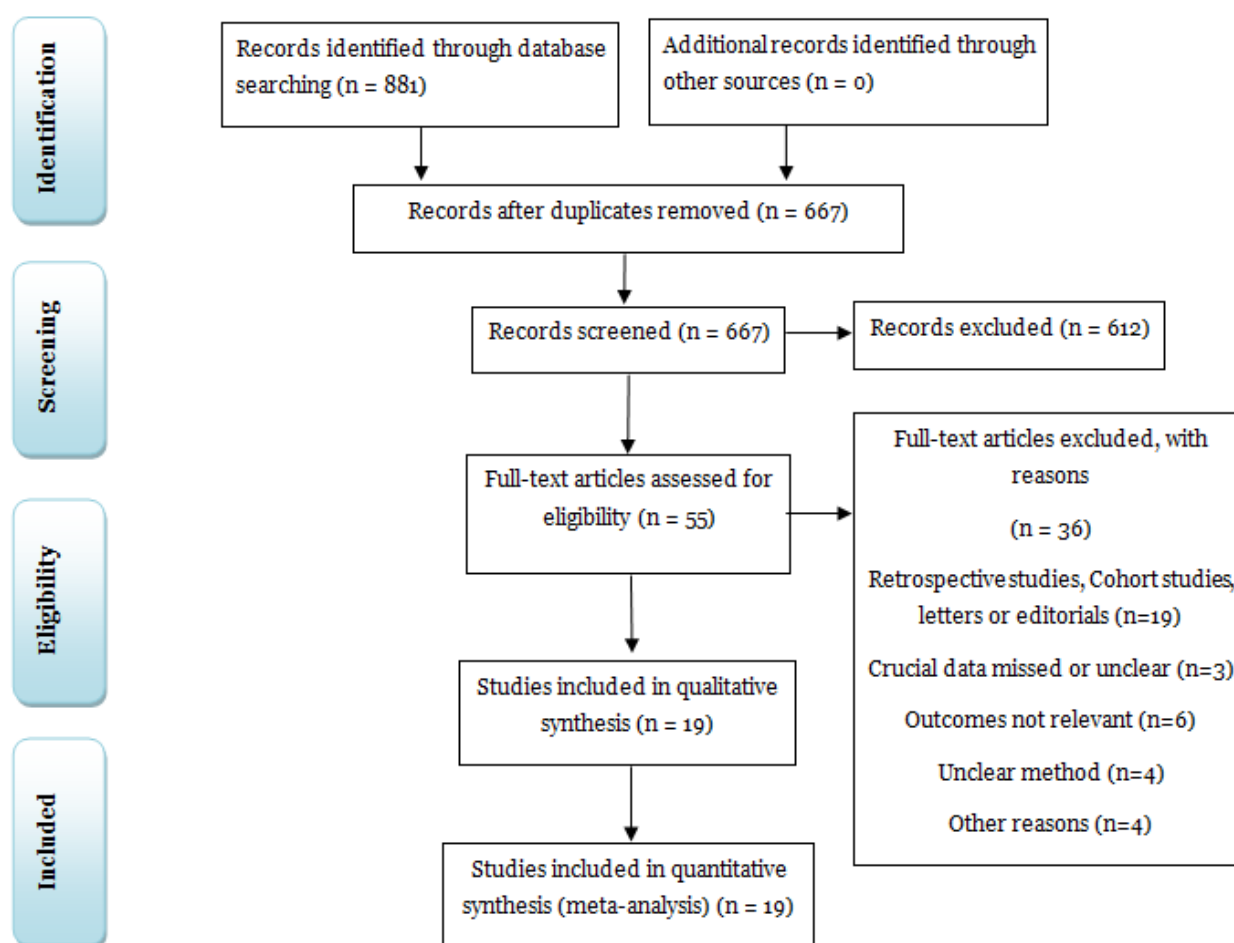 Identification
Records identified through database
searching (n = 881)
Additional records identified through
other sources (n = 0)
Records after duplicates removed (n = 667)
Screening
Records screened (n = 667)
Records excluded (n = 612)
Eligibility
Full-text articles assessed for
eligibility (n = 55)
Full-text articles excluded, with
reasons
(n = 36)
Retrospective studies, Cohort studies,
letters or editorials (n=19)
Crucial data missed or unclear (n=3)
Outcomes not relevant (n=6)
Unclear method (n=4)
Other reasons (n=4)
Studies included in qualitative
synthesis (n = 19)
Included
Studies included in quantitative
synthesis (meta-analysis) (n = 19)